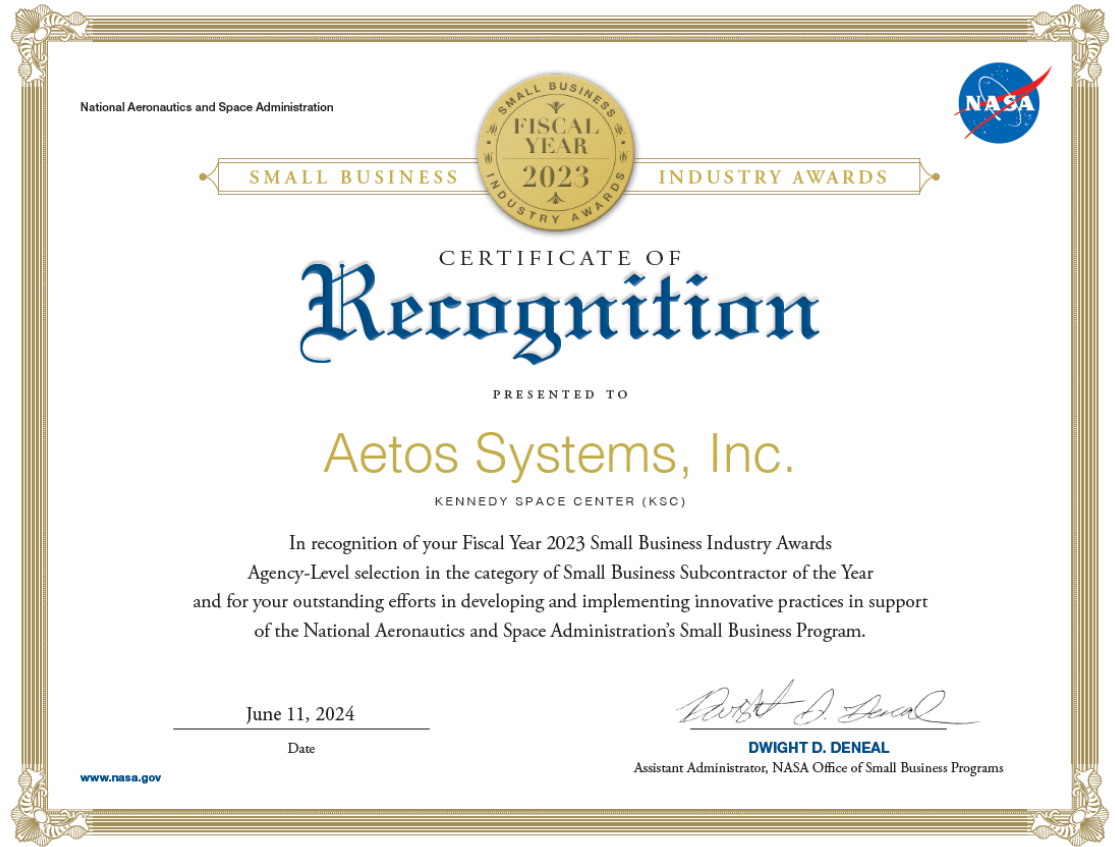 National Aeronautics and Space Administration
NASA
SMALL BUSINESS
FISCAL
YEAR
2023
INDUSTRY AWARDS
SMALL BUSINESS
INDUSTRY AWARDS
CERTIFICATE OF
Recognition
PRESENTED TO
Aetos Systems, Inc.
KENNEDY SPACE CENTER (KSC)
In recognition of your Fiscal Year 2023 Small Business Industry Awards
Agency-Level selection in the category of Small Business Subcontractor of the Year
and for your outstanding efforts in developing and implementing innovative practices in support
of the National Aeronautics and Space Administration's Small Business Program.
June 11, 2024
Date
Dwight D. Deneal
DWIGHT D. DENEAL
Assistant Administrator, NASA Office of Small Business Programs
www.nasa.gov